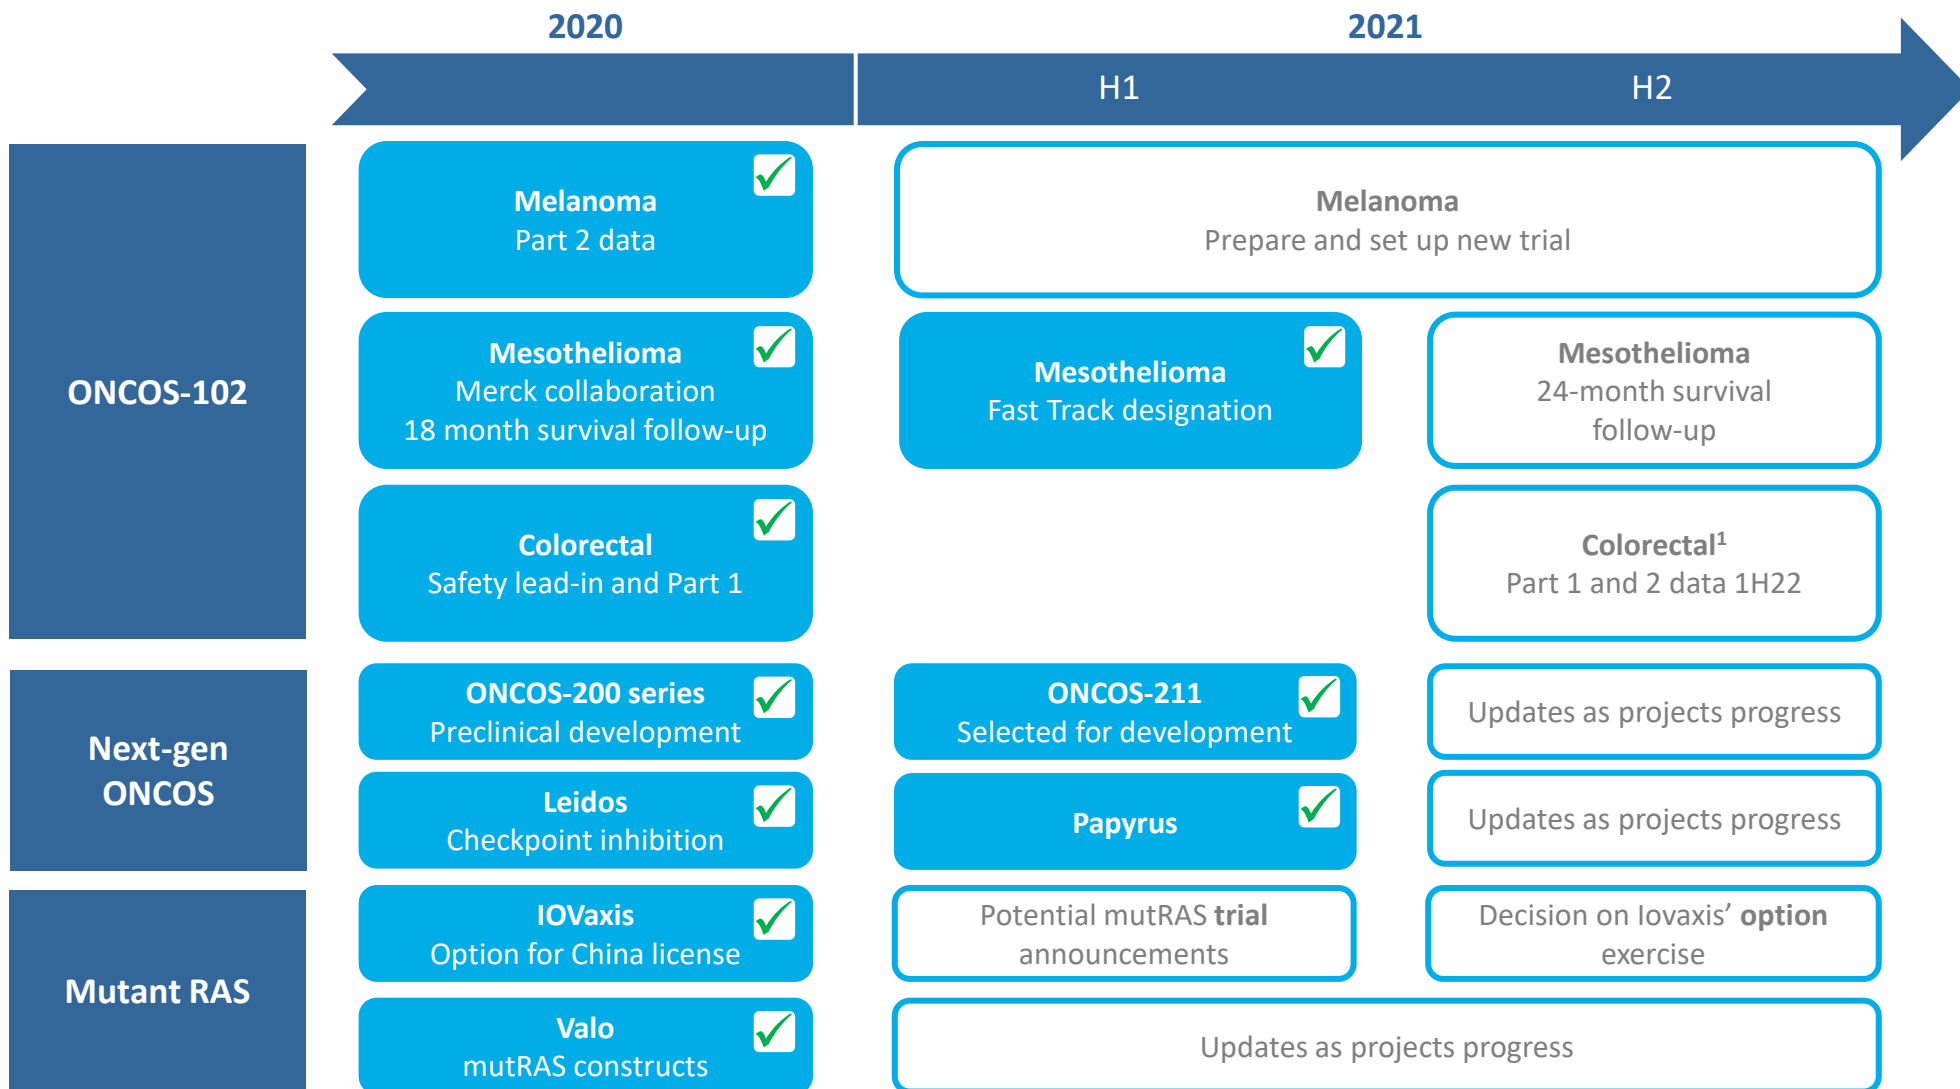 2020
2021
H1
H2
ONCOS-102
Melanoma
Part 2 data
Melanoma
Prepare and set up new trial
Mesothelioma
Merck collaboration
18 month survival follow-up
Mesothelioma
Fast Track designation
Mesothelioma
24-month survival
follow-up
Colorectal
Safety lead-in and Part 1
Colorectal¹
Part 1 and 2 data 1H22
Next-gen
ONCOS
ONCOS-200 series
Preclinical development
ONCOS-211
Selected for development
Updates as projects progress
Leidos
Checkpoint inhibition
Papyrus
Updates as projects progress
Mutant RAS
IOVaxis
Option for China license
Potential mutRAS trial
announcements
Decision on Iovaxis’ option
exercise
Valo
mutRAS constructs
Updates as projects progress